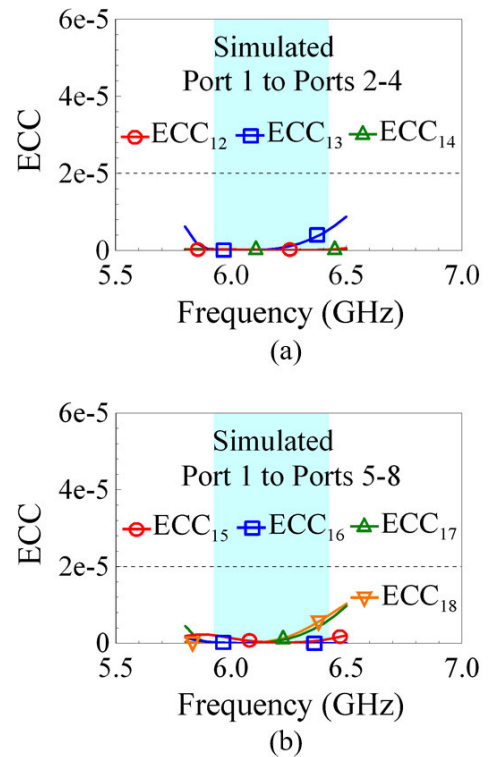 6e-5
Simulated
Port 1 to Ports 2-4
4e-5
ECC
ECC12 ECC13 ECC14
2e-5
0
5.5 6.0 6.5 7.0
Frequency (GHz)
(a)
6e-5
Simulated
Port 1 to Ports 5-8
4e-5
ECC
ECC15 ECC16 ECC17
2e-5
ECC18
0
5.5 6.0 6.5 7.0
Frequency (GHz)
(b)